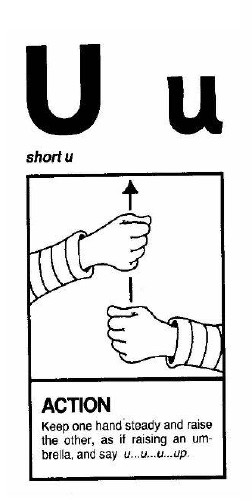 U u
short u
ACTION
Keep one hand steady and raise
the other, as if raising an um-
brella, and say u...u...u...up.